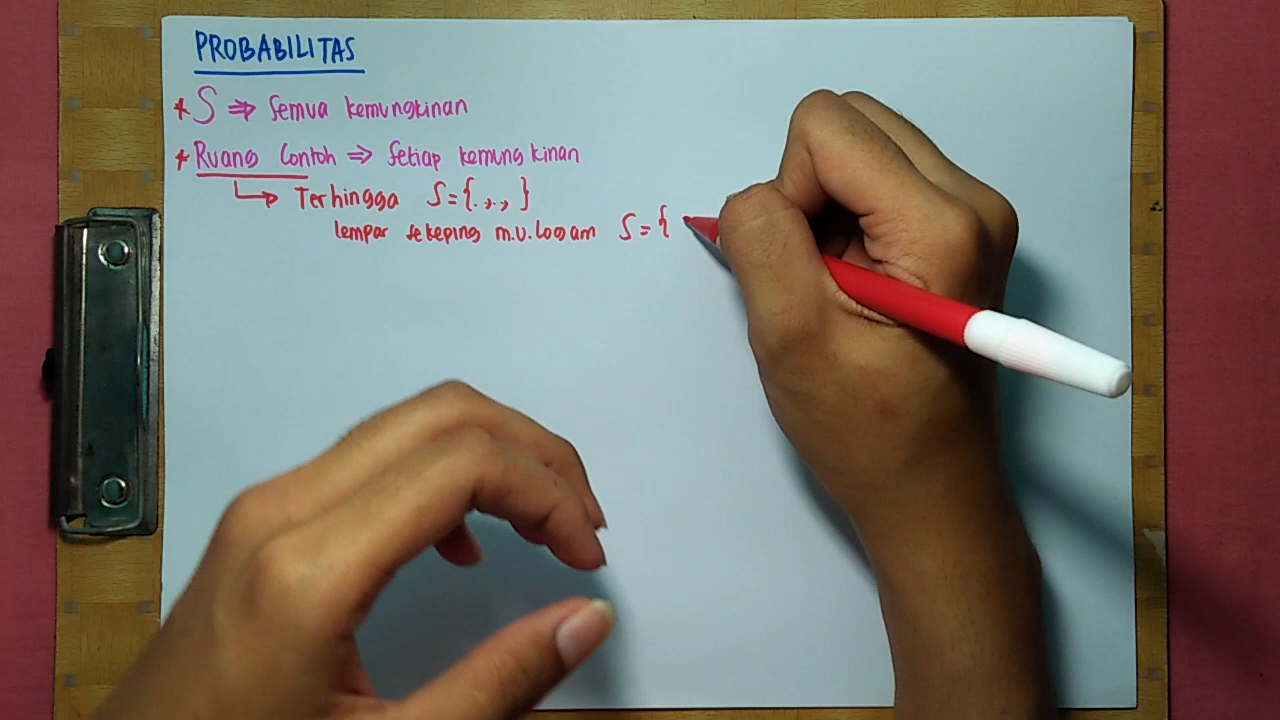 PROBABILITAS
* S ⇒ Semua kemungkinan
* Ruang Contoh ⇒ Setiap kemungkinan
↳ Terhingga S={.,.,}
lempar sekeping m.u.logam S={